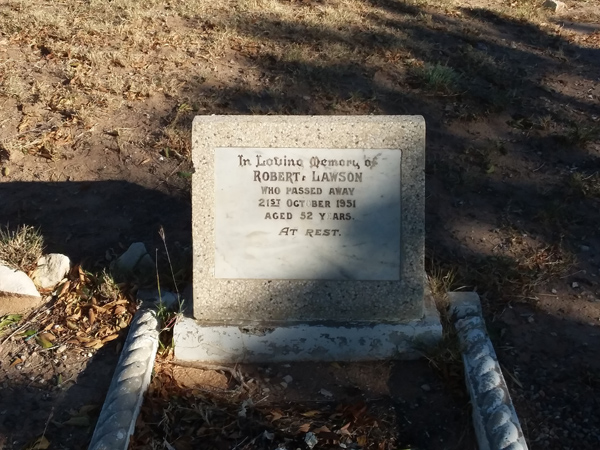 In Loving Memory of
ROBERT LAWSON
WHO PASSED AWAY
21ST OCTOBER 1951
AGED 52 YEARS.
AT REST.